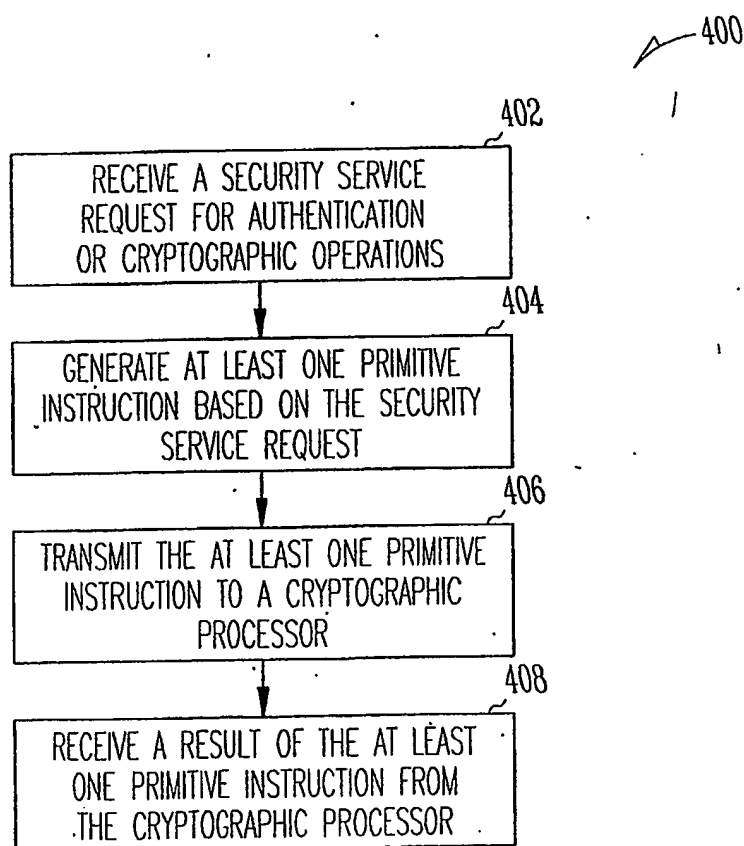 400
402
RECEIVE A SECURITY SERVICE
REQUEST FOR AUTHENTICATION
OR CRYPTOGRAPHIC OPERATIONS
404
GENERATE AT LEAST ONE PRIMITIVE
INSTRUCTION BASED ON THE SECURITY
SERVICE REQUEST
406
TRANSMIT THE AT LEAST ONE PRIMITIVE
INSTRUCTION TO A CRYPTOGRAPHIC
PROCESSOR
408
RECEIVE A RESULT OF THE AT LEAST
ONE PRIMITIVE INSTRUCTION FROM
THE CRYPTOGRAPHIC PROCESSOR